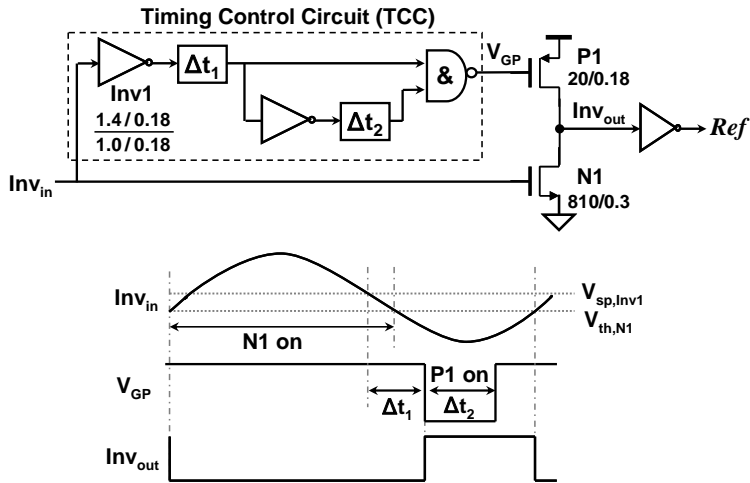 Timing Control Circuit (TCC)
Inv1
1.4/0.18
1.0/0.18
Δt1
Δt2
&
VGP
P1
20/0.18
Invout
Ref
N1
810/0.3
Invin
Invin
Vsp,Inv1
Vth,N1
N1 on
VGP
P1 on
Δt1
Δt2
Invout